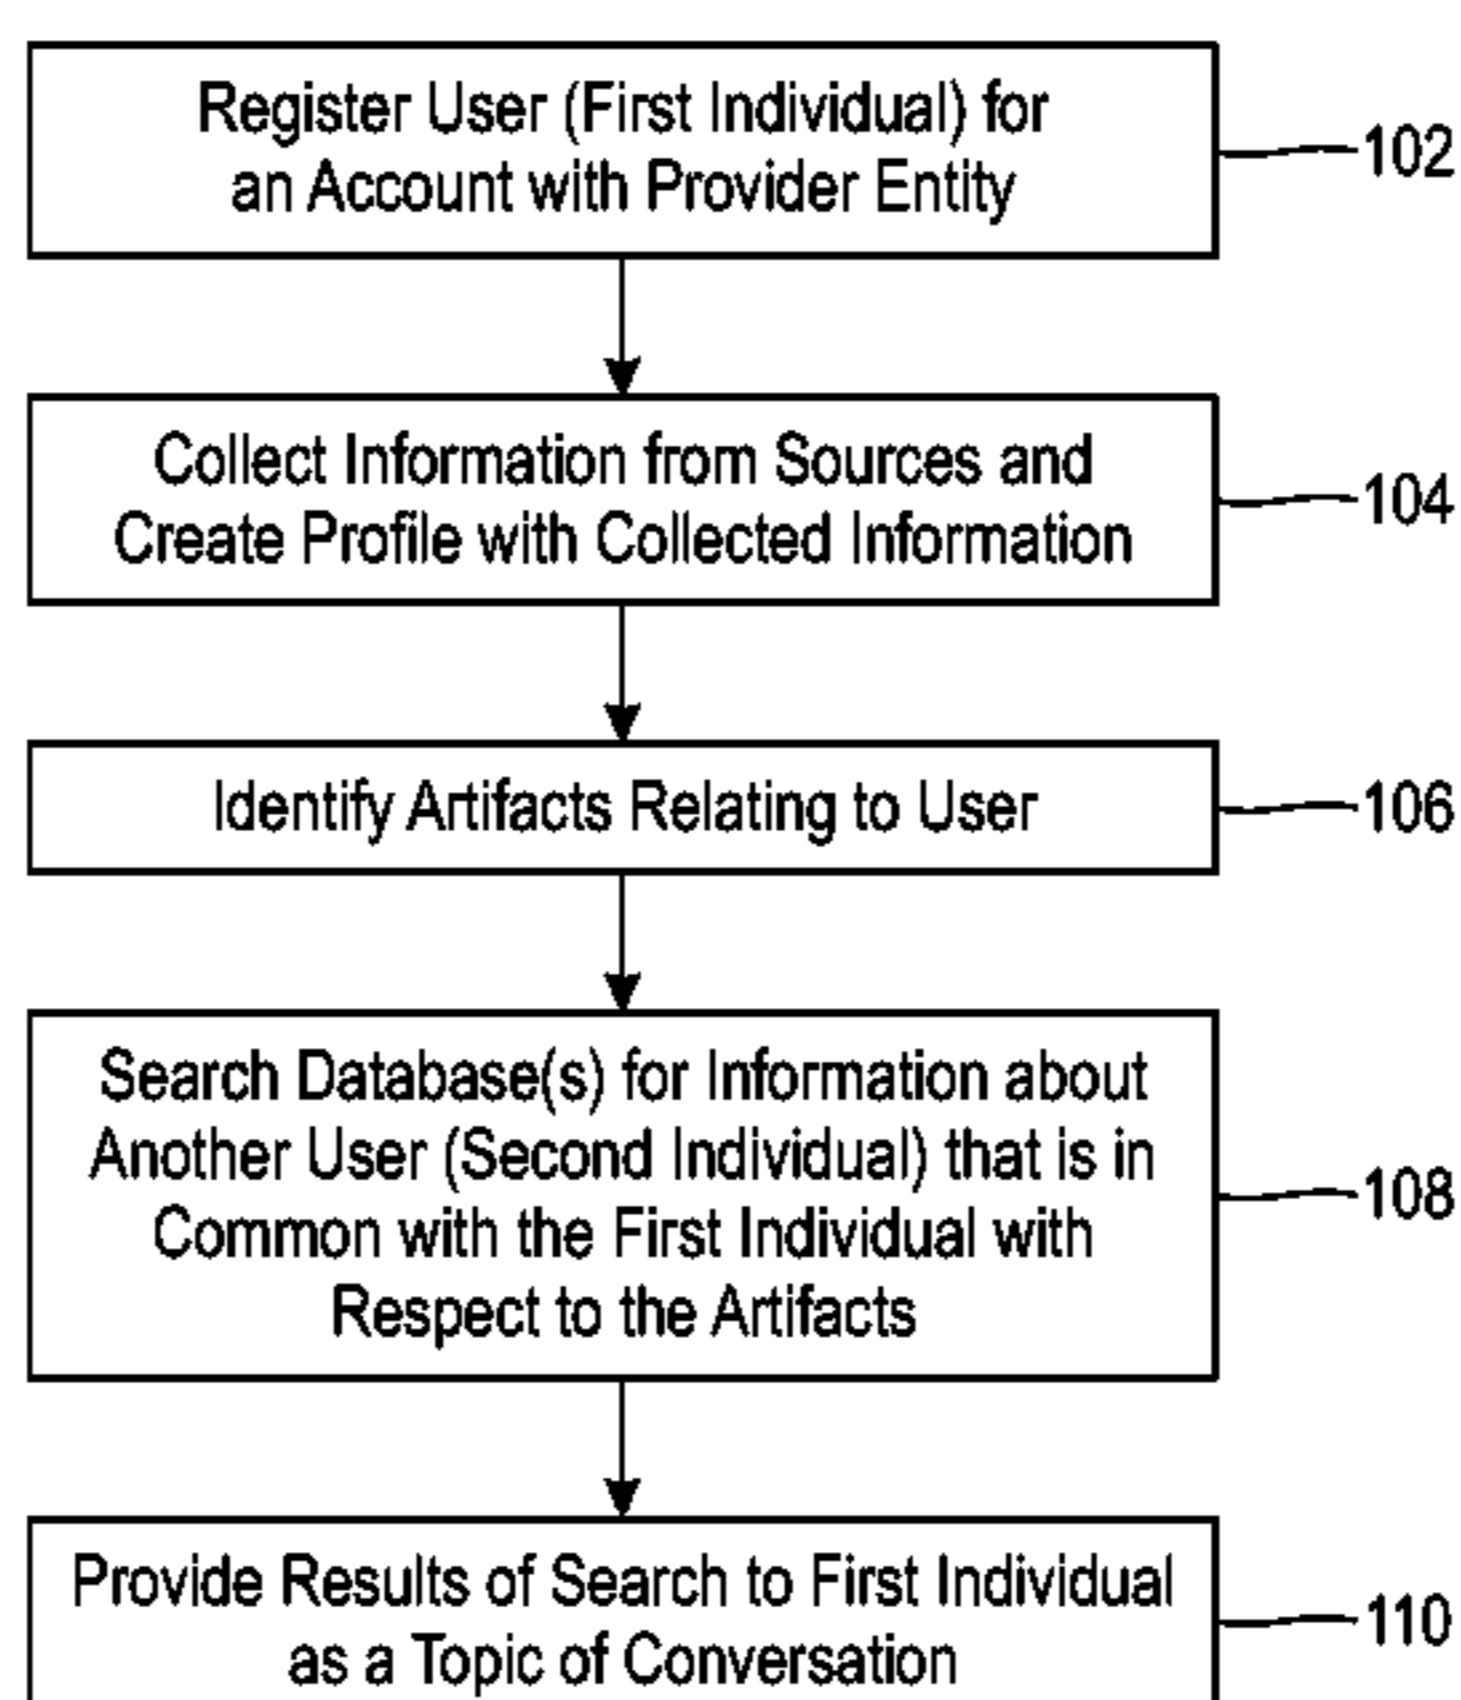 Register User (First Individual) for
an Account with Provider Entity
102
Collect Information from Sources and
Create Profile with Collected Information
104
Identify Artifacts Relating to User
106
Search Database(s) for Information about
Another User (Second Individual) that is in
Common with the First Individual with
Respect to the Artifacts
108
Provide Results of Search to First Individual
as a Topic of Conversation
110